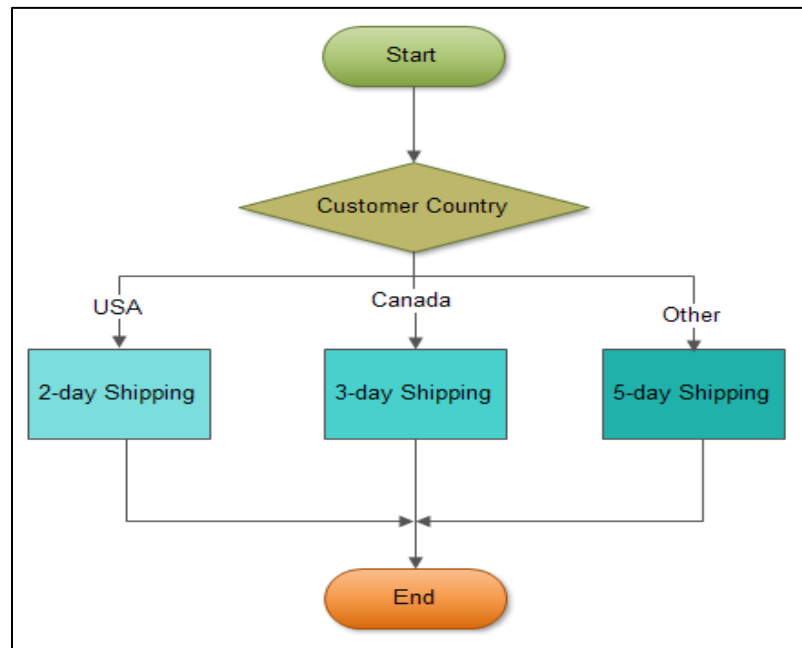 Start
Customer Country
USA
Canada
Other
2-day Shipping
3-day Shipping
5-day Shipping
End